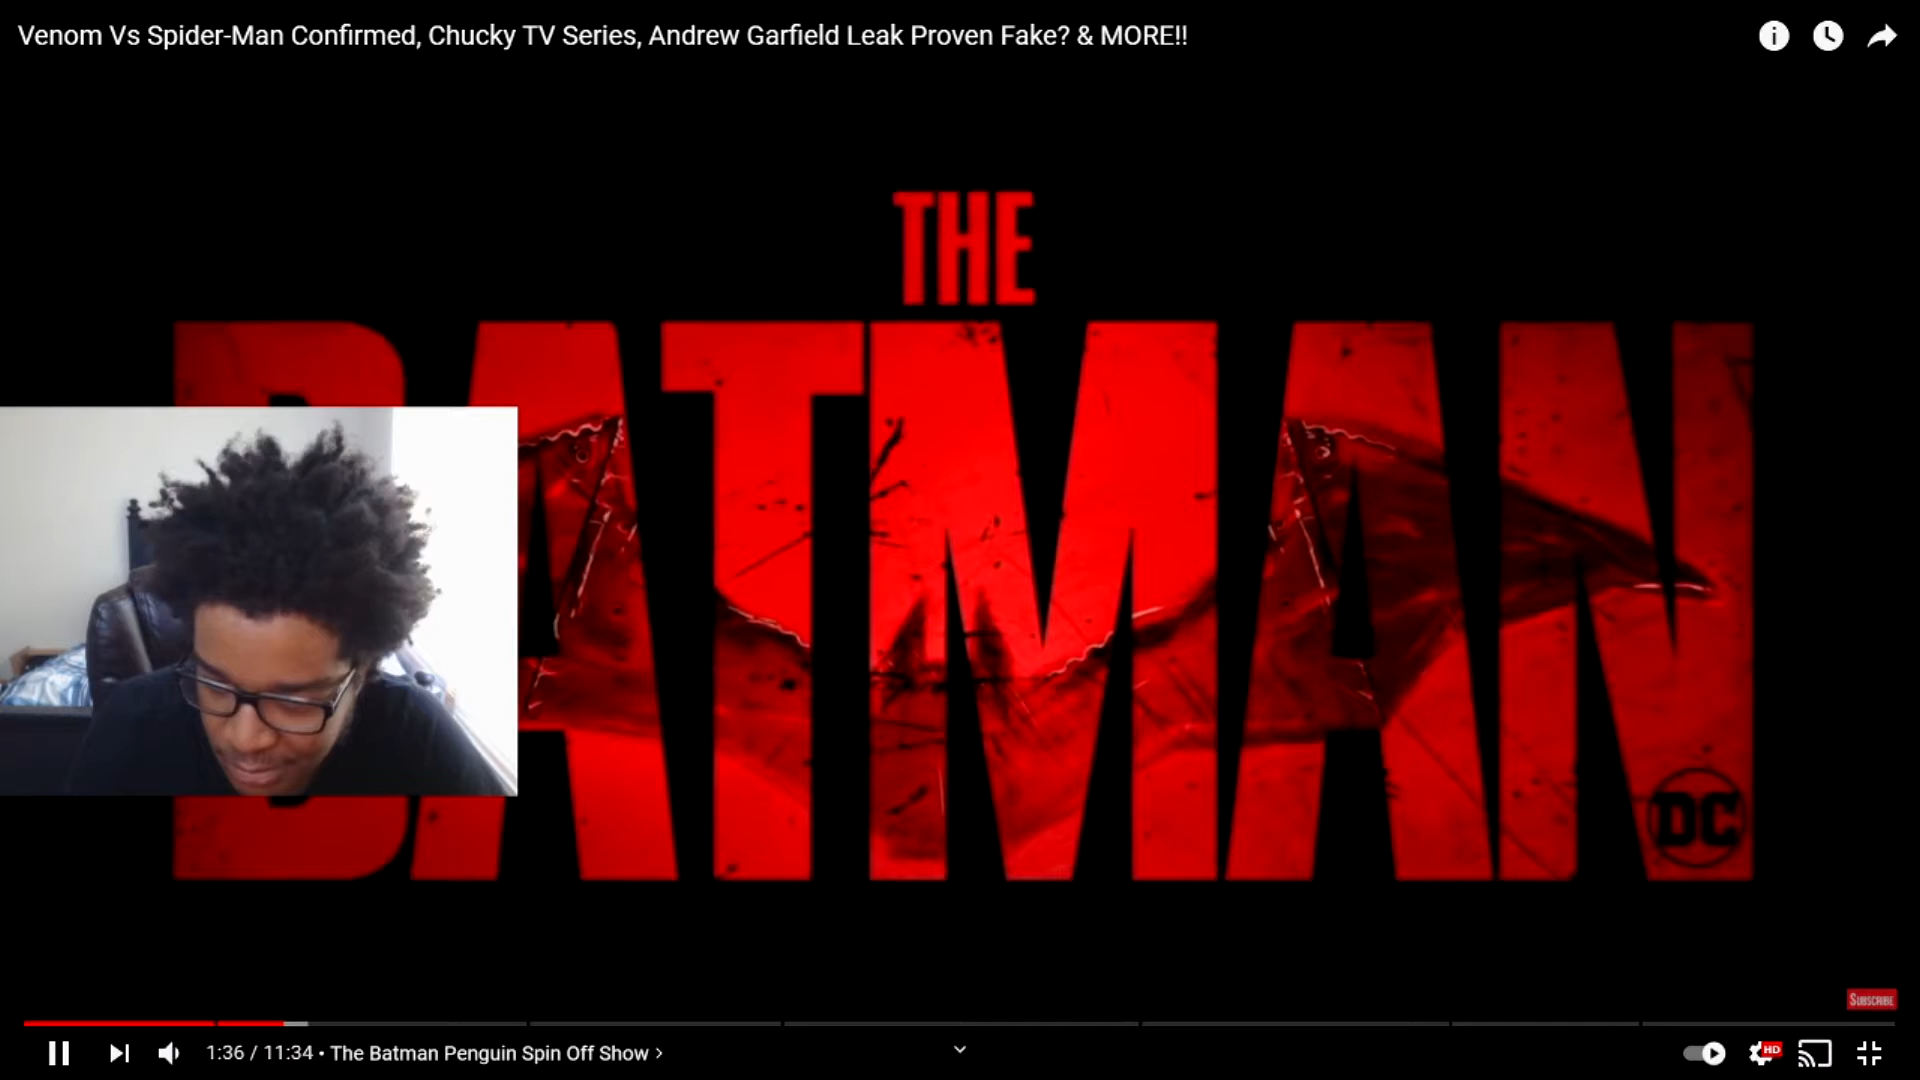 Venom Vs Spider-Man Confirmed, Chucky TV Series, Andrew Garfield Leak Proven Fake? & MORE!!
THE
BATMAN
DC
SUBSCRIBE
1:36 / 11:34 • The Batman Penguin Spin Off Show
HD